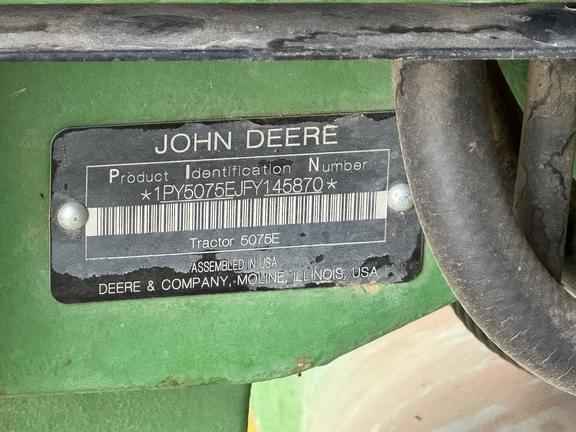 JOHN DEERE
Product Identification Number
*1PY5075EJFY145870*
Tractor 5075E
ASSEMBLED IN USA
DEERE & COMPANY, MOLINE, ILLINOIS, USA